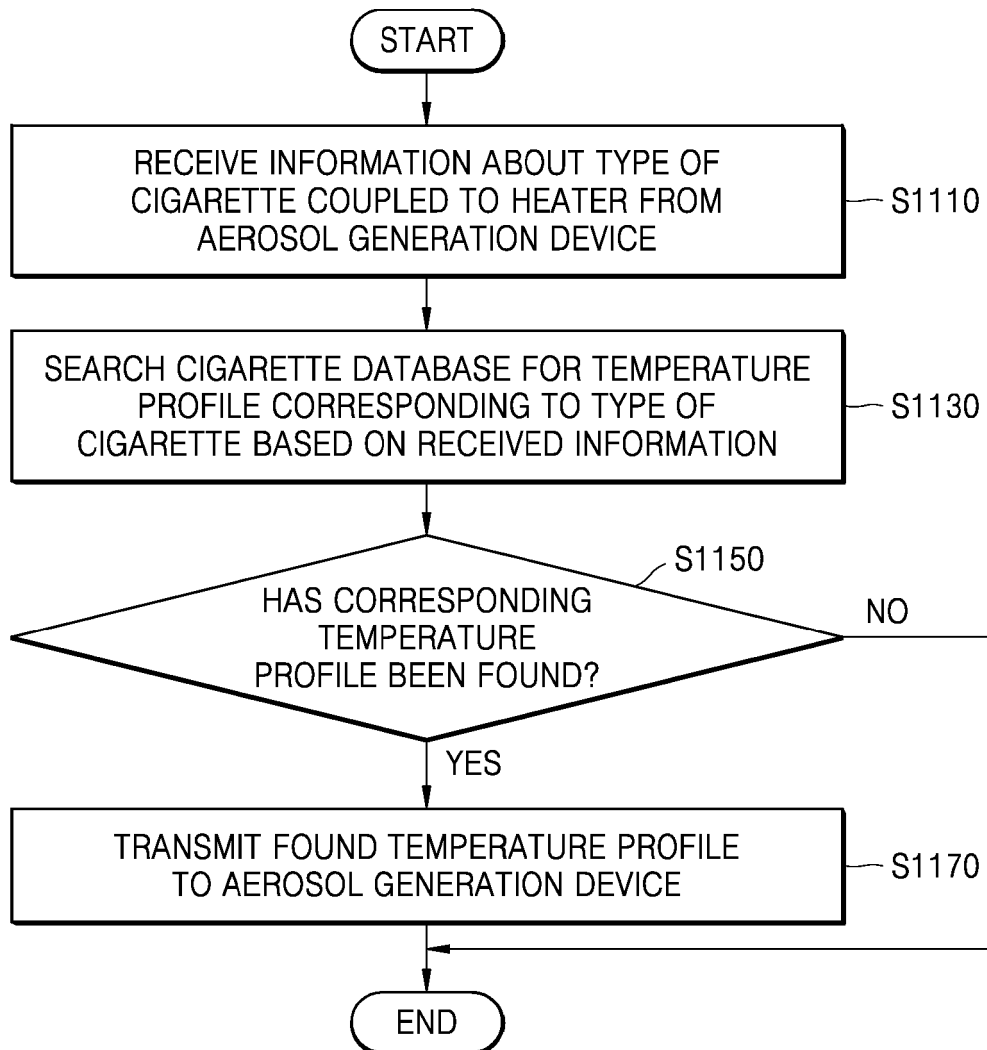 START
RECEIVE INFORMATION ABOUT TYPE OF
CIGARETTE COUPLED TO HEATER FROM
AEROSOL GENERATION DEVICE
S1110
SEARCH CIGARETTE DATABASE FOR TEMPERATURE
PROFILE CORRESPONDING TO TYPE OF
CIGARETTE BASED ON RECEIVED INFORMATION
S1130
S1150
HAS CORRESPONDING
TEMPERATURE
PROFILE BEEN FOUND?
NO
YES
TRANSMIT FOUND TEMPERATURE PROFILE
TO AEROSOL GENERATION DEVICE
S1170
END